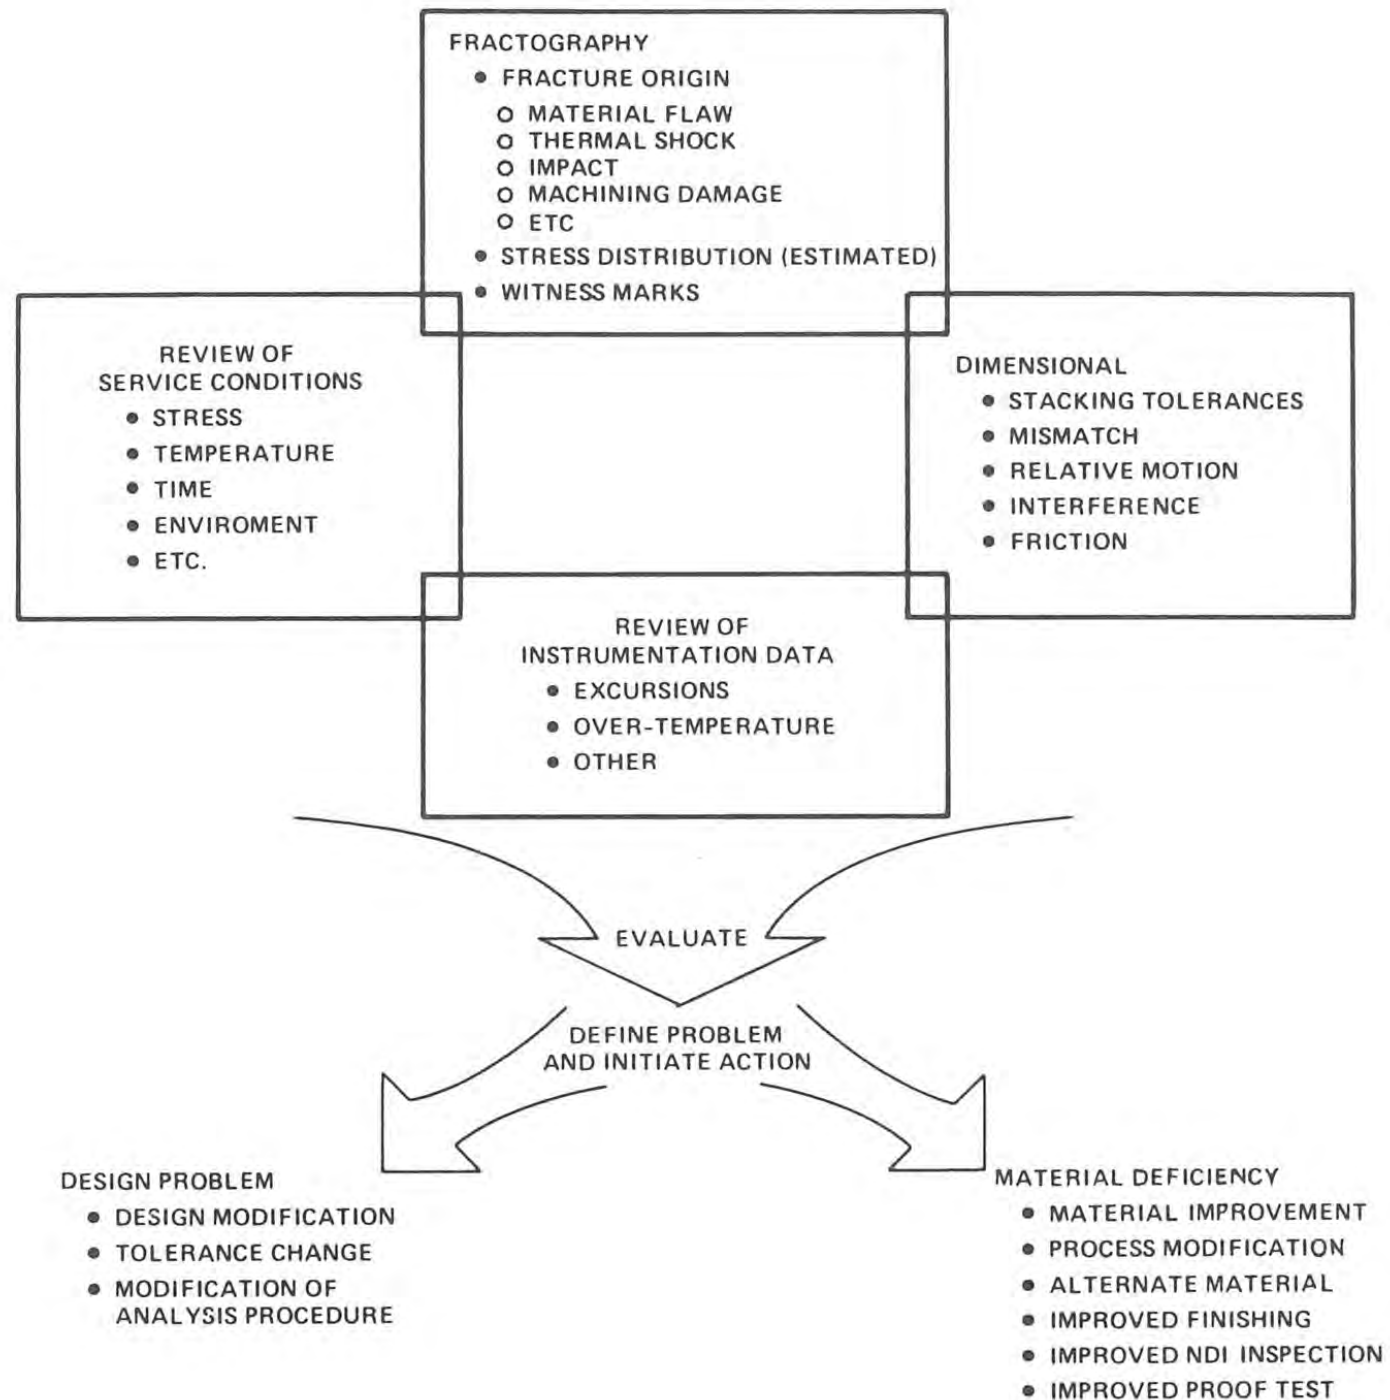 FRACTOGRAPHY
• FRACTURE ORIGIN
o MATERIAL FLAW
o THERMAL SHOCK
o IMPACT
o MACHINING DAMAGE
o ETC
• STRESS DISTRIBUTION (ESTIMATED)
• WITNESS MARKS
REVIEW OF
SERVICE CONDITIONS
• STRESS
• TEMPERATURE
• TIME
• ENVIROMENT
• ETC.
DIMENSIONAL
• STACKING TOLERANCES
• MISMATCH
• RELATIVE MOTION
• INTERFERENCE
• FRICTION
REVIEW OF
INSTRUMENTATION DATA
• EXCURSIONS
• OVER-TEMPERATURE
• OTHER
EVALUATE
DEFINE PROBLEM
AND INITIATE ACTION
DESIGN PROBLEM
• DESIGN MODIFICATION
• TOLERANCE CHANGE
• MODIFICATION OF
ANALYSIS PROCEDURE
MATERIAL DEFICIENCY
• MATERIAL IMPROVEMENT
• PROCESS MODIFICATION
• ALTERNATE MATERIAL
• IMPROVED FINISHING
• IMPROVED NDI INSPECTION
• IMPROVED PROOF TEST